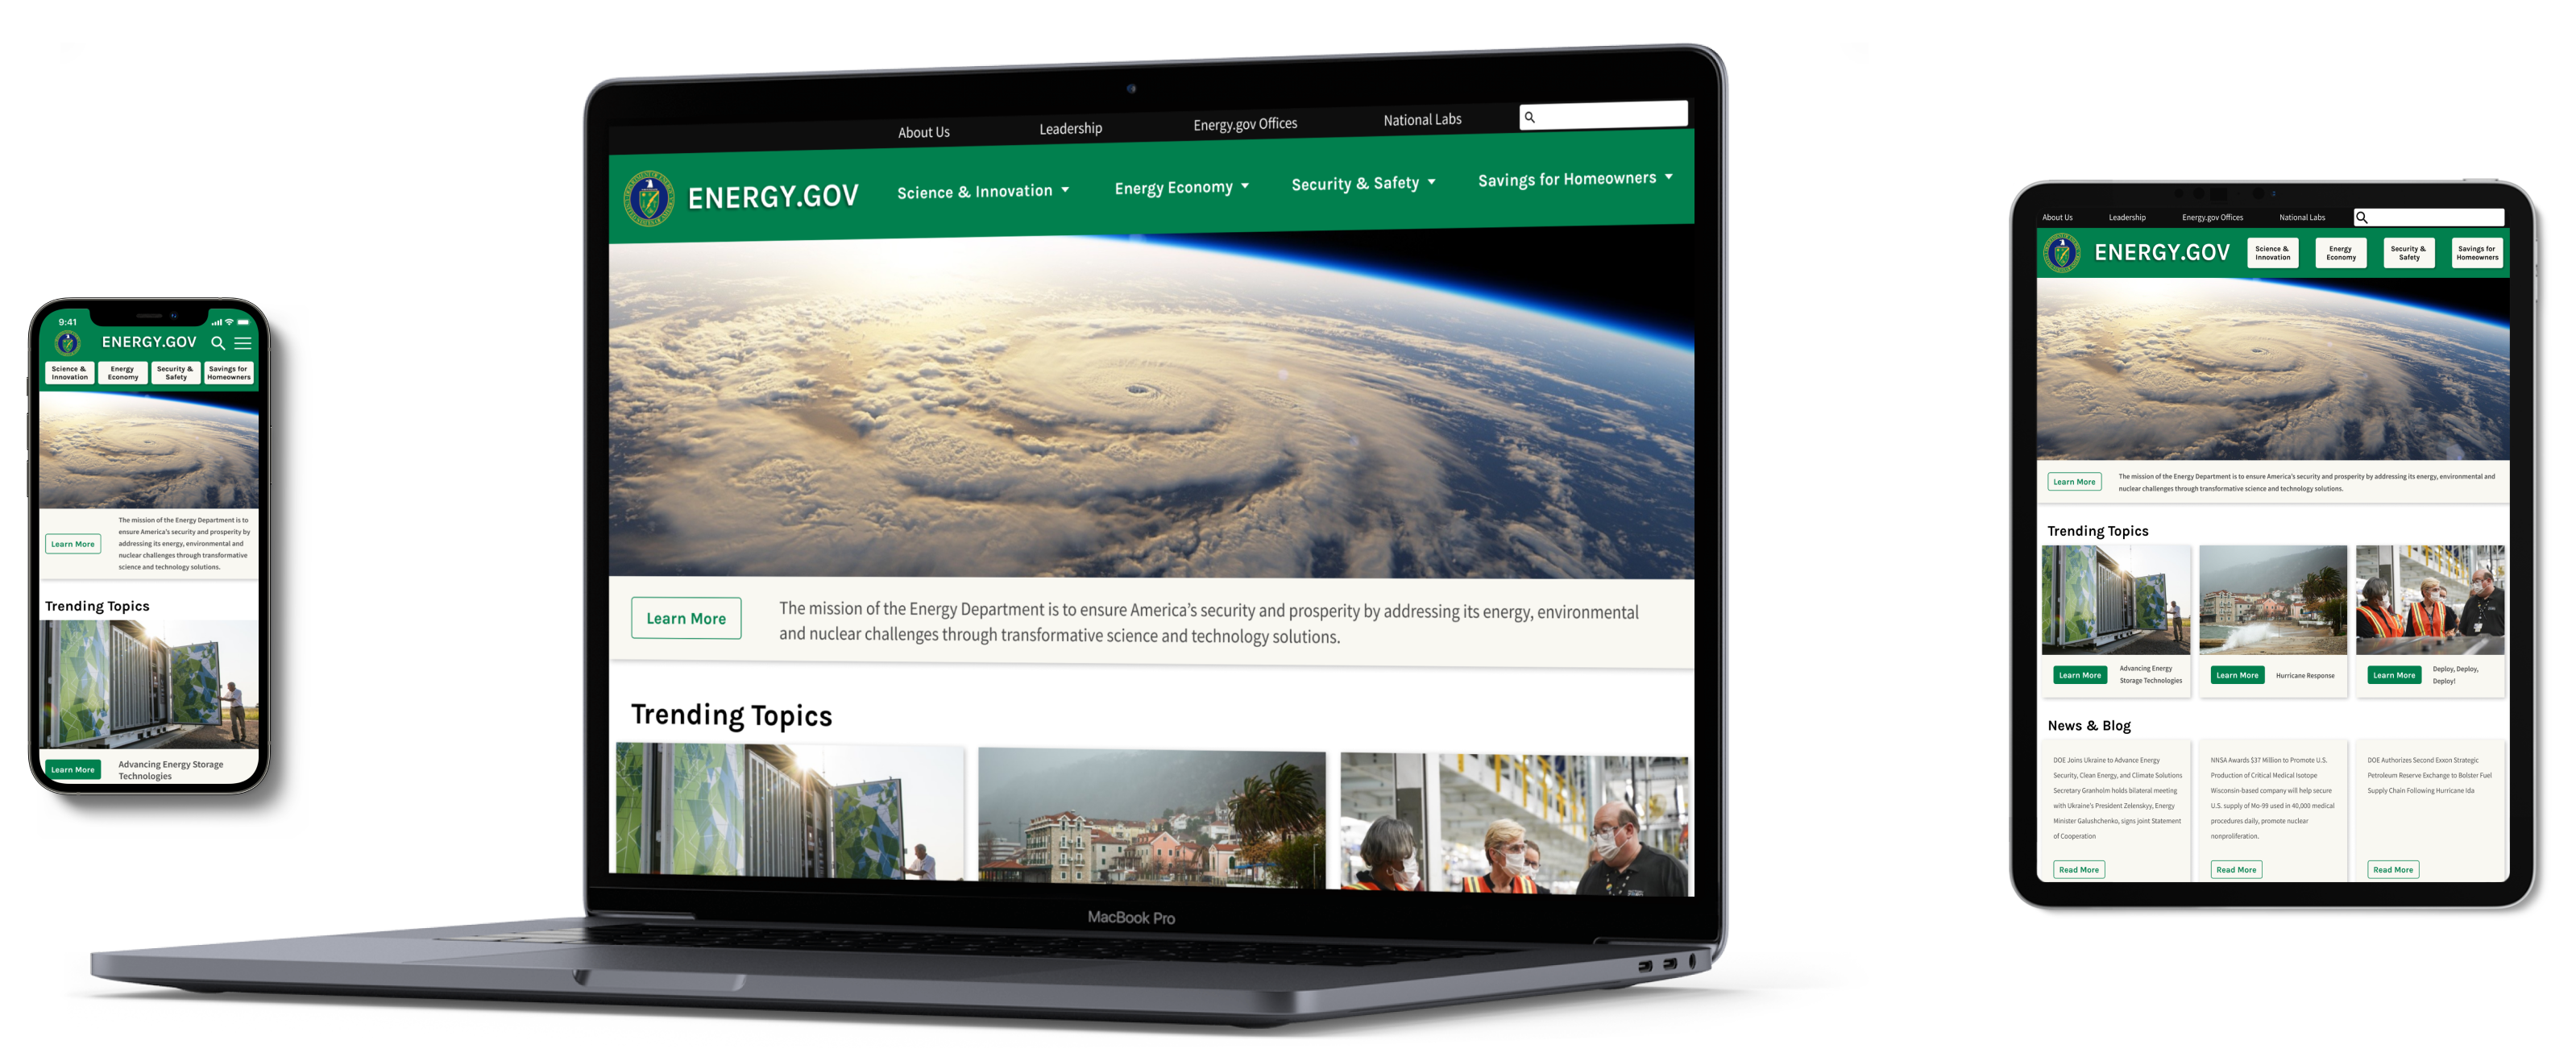 9:41
ENERGY.GOV
Science & Innovation
Energy Economy
Security & Safety
Savings for Homeowners
Learn More
The mission of the Energy Department is to
ensure America's security and prosperity by
addressing its energy, environmental and
nuclear challenges through transformative
science and technology solutions.
Trending Topics
Learn More
Advancing Energy Storage
Technologies
About Us Leadership Energy.gov Offices National Labs
ENERGY.GOV Science & Innovation Energy Economy Security & Safety Savings for Homeowners
Learn More
The mission of the Energy Department is to ensure America's security and prosperity by addressing its energy, environmental
and nuclear challenges through transformative science and technology solutions.
Trending Topics
MacBook Pro
About Us Leadership Energy.gov Offices National Labs
ENERGY.GOV
Science & Innovation
Energy Economy
Security & Safety
Savings for Homeowners
Learn More
The mission of the Energy Department is to ensure America's security and prosperity by addressing its energy, environmental and
nuclear challenges through transformative science and technology solutions.
Trending Topics
Learn More
Advancing Energy
Storage Technologies
Learn More
Hurricane Response
Learn More
Deploy, Deploy,
Deploy!
News & Blog
DOE Joins Ukraine to Advance Energy
Security, Clean Energy, and Climate Solutions
Secretary Granholm holds bilateral meeting
with Ukraine's President Zelenskyy, Energy
Minister Galushchenko, signs joint Statement
of Cooperation
Read More
NNSA Awards $37 Million to Promote U.S.
Production of Critical Medical Isotope
Wisconsin-based company will help secure
U.S. supply of Mo-99 used in 40,000 medical
procedures daily, promote nuclear
nonproliferation.
Read More
DOE Authorizes Second Exxon Strategic
Petroleum Reserve Exchange to Bolster Fuel
Supply Chain Following Hurricane Ida
Read More